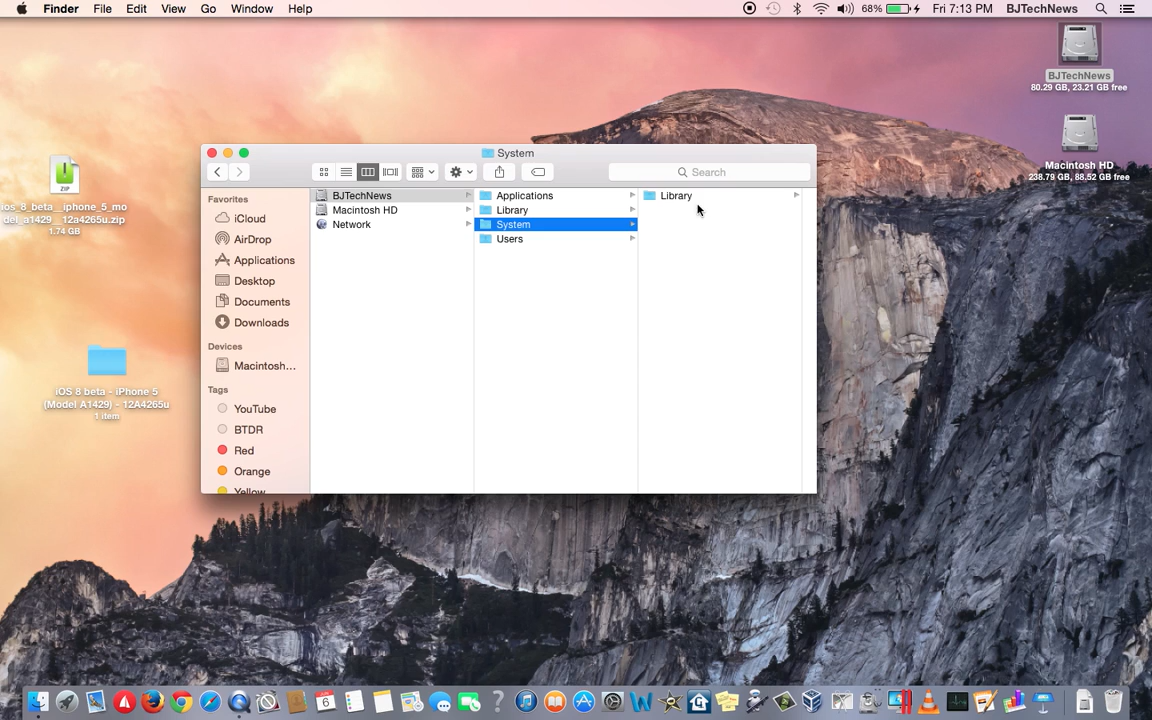 Finder File Edit View Go Window Help 68% Fri 7:13 PM BJTechNews
BJTechNews
80.29 GB, 23.21 GB free
Macintosh HD
238.79 GB, 88.52 GB free
ZIP
ios_8_beta__iphone_5_mo
del_a1429__12a4265u.zip
1.74 GB
iOS 8 beta - iPhone 5
(Model A1429) - 12A4265u
1 item
System
Search
Favorites
iCloud
AirDrop
Applications
Desktop
Documents
Downloads
Devices
Macintosh...
Tags
YouTube
BTDR
Red
Orange
Yellow
BJTechNews
Macintosh HD
Network
Applications
Library
System
Users
Library
6